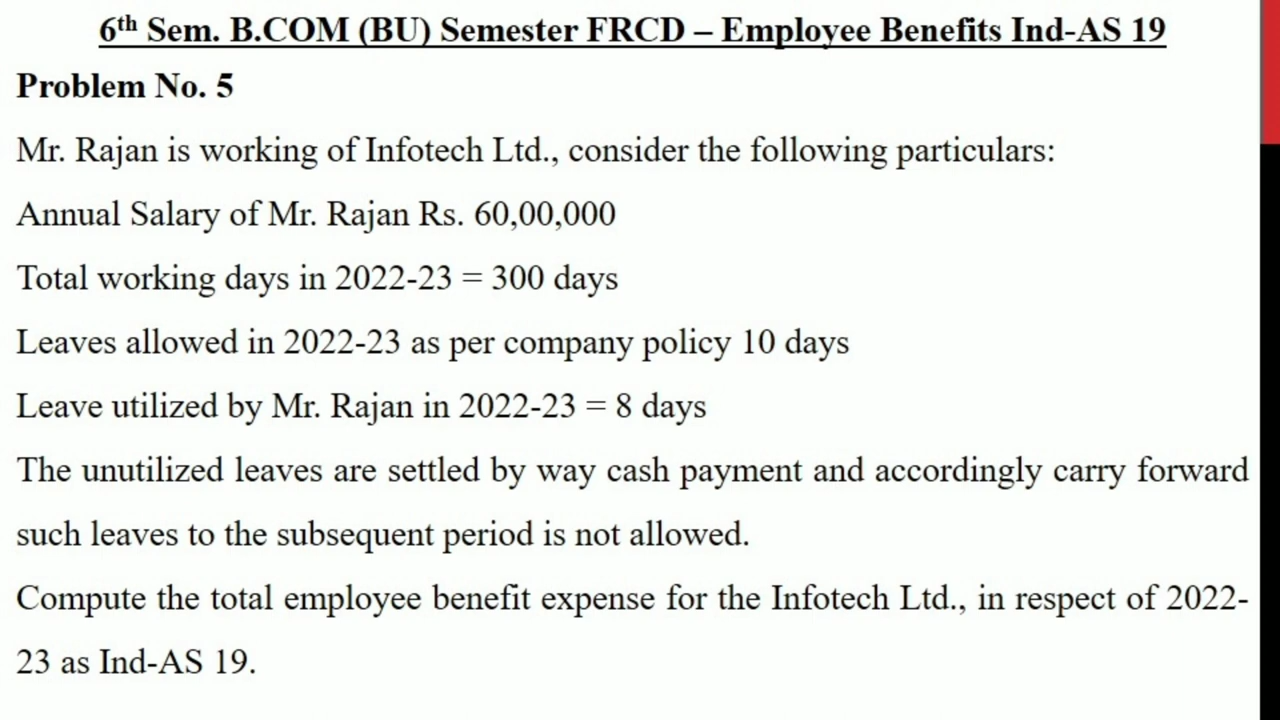 6th Sem. B.COM (BU) Semester FRCD – Employee Benefits Ind-AS 19
Problem No. 5
Mr. Rajan is working of Infotech Ltd., consider the following particulars:
Annual Salary of Mr. Rajan Rs. 60,00,000
Total working days in 2022-23 = 300 days
Leaves allowed in 2022-23 as per company policy 10 days
Leave utilized by Mr. Rajan in 2022-23 = 8 days
The unutilized leaves are settled by way cash payment and accordingly carry forward
such leaves to the subsequent period is not allowed.
Compute the total employee benefit expense for the Infotech Ltd., in respect of 2022-
23 as Ind-AS 19.